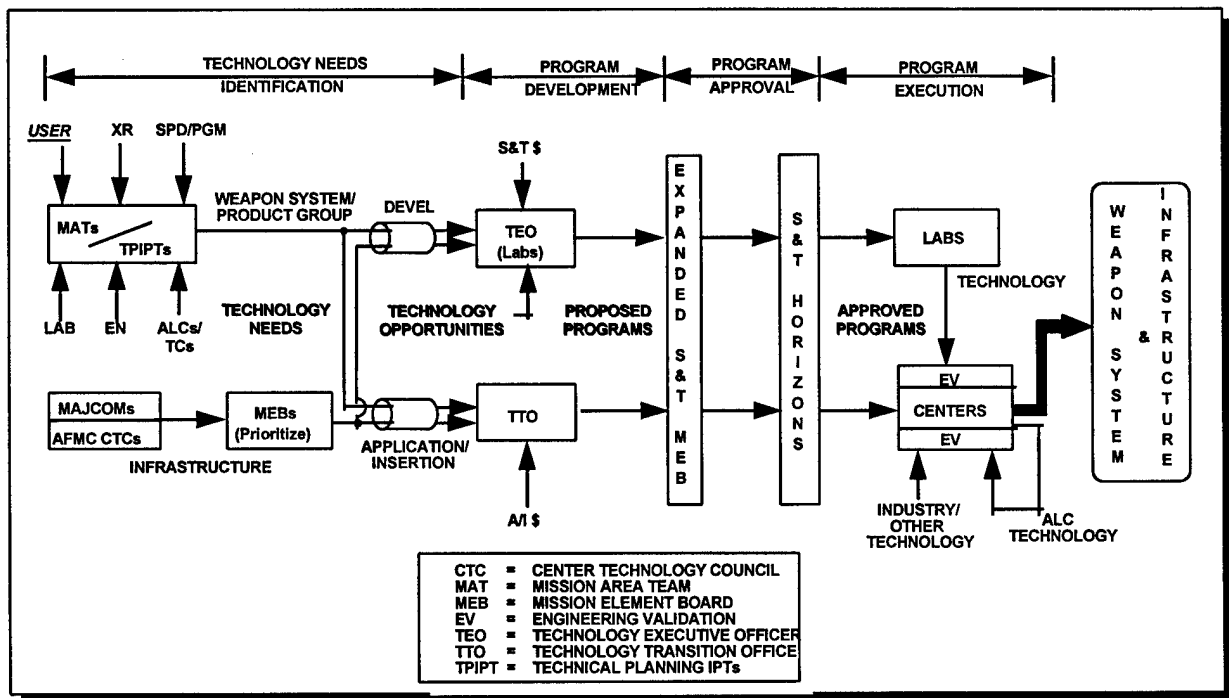 TECHNOLOGY NEEDS
IDENTIFICATION
PROGRAM
DEVELOPMENT
PROGRAM
APPROVAL
PROGRAM
EXECUTION
USER
XR
SPD/PGM
MATs
TPIPTs
LAB
EN
ALCs/
TCs
WEAPON SYSTEM/
PRODUCT GROUP
DEVEL
S&T $
TEO
(Labs)
TECHNOLOGY
NEEDS
TECHNOLOGY
OPPORTUNITIES
PROPOSED
PROGRAMS
EXPANDED S&T MEB
S&T HORIZONS
APPROVED
PROGRAMS
LABS
TECHNOLOGY
EV
CENTERS
EV
WEAPON SYSTEM
&
INFRASTRUCTURE
MAJCOMs
AFMC CTCs
INFRASTRUCTURE
MEBs
(Prioritize)
APPLICATION/
INSERTION
TTO
A/I $
INDUSTRY/
OTHER
TECHNOLOGY
ALC
TECHNOLOGY
CTC = CENTER TECHNOLOGY COUNCIL
MAT = MISSION AREA TEAM
MEB = MISSION ELEMENT BOARD
EV = ENGINEERING VALIDATION
TEO = TECHNOLOGY EXECUTIVE OFFICER
TTO = TECHNOLOGY TRANSITION OFFICE
TPIPT = TECHNICAL PLANNING IPTs